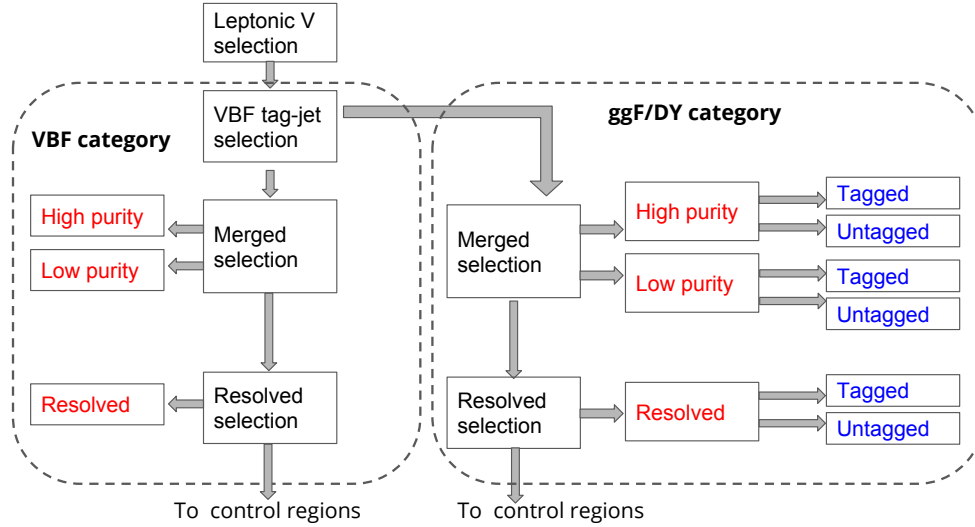 Leptonic V
selection
VBF category
VBF tag-jet
selection
High purity
Low purity
Merged
selection
Resolved
Resolved
selection
To control regions
ggF/DY category
Merged
selection
High purity
Tagged
Untagged
Low purity
Tagged
Untagged
Resolved
selection
Resolved
Tagged
Untagged
To control regions